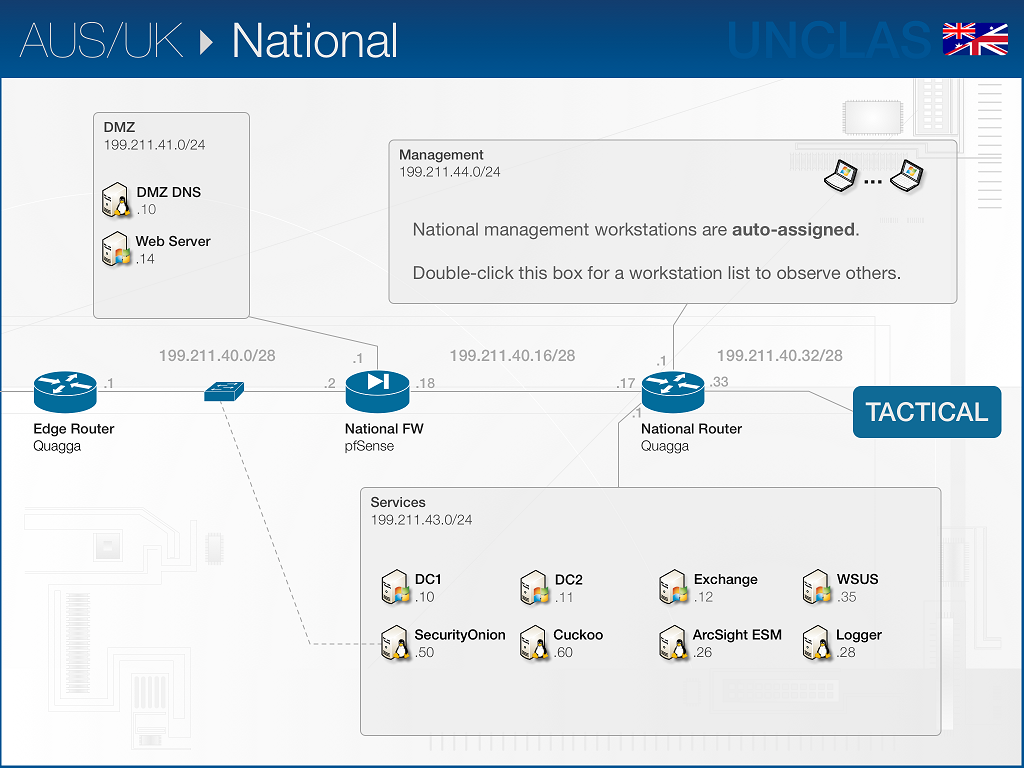 AUS/UK National
UNCLAS
DMZ
199.211.41.0/24
DMZ DNS
.10
Web Server
.14
Management
199.211.44.0/24
...
National management workstations are auto-assigned.
Double-click this box for a workstation list to observe others.
199.211.40.0/28
.1
199.211.40.16/28
.1
199.211.40.32/28
.1
.2
.18
.17
.33
.1
TACTICAL
Edge Router
Quagga
National FW
pfSense
National Router
Quagga
Services
199.211.43.0/24
DC1
.10
DC2
.11
Exchange
.12
WSUS
.35
SecurityOnion
.50
Cuckoo
.60
ArcSight ESM
.26
Logger
.28